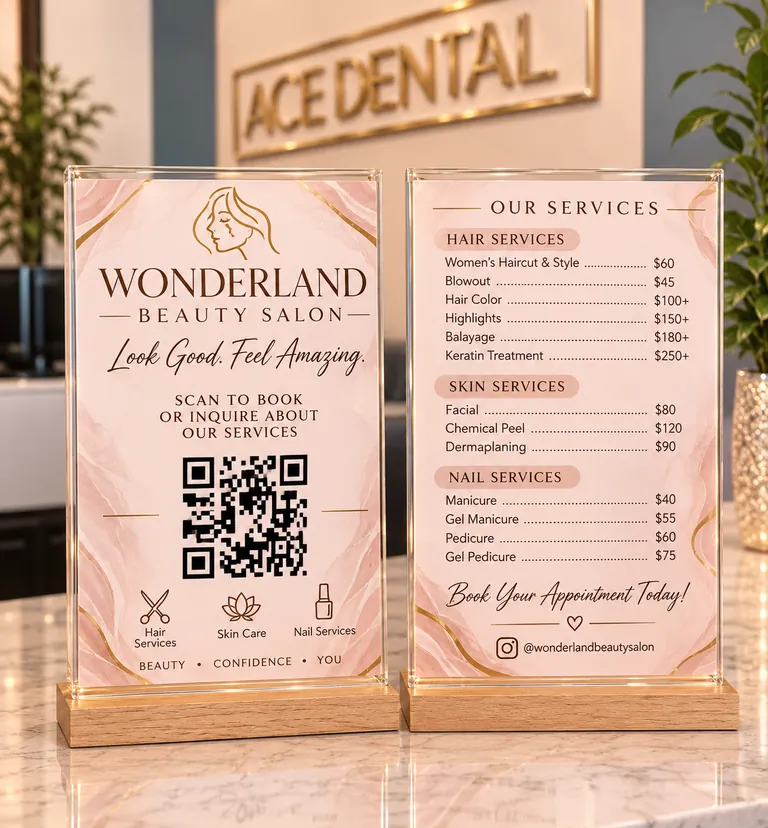 ACE DENTAL
WONDERLAND
BEAUTY SALON
Look Good. Feel Amazing.
SCAN TO BOOK
OR INQUIRE ABOUT
OUR SERVICES
Hair
Services
Skin Care
Nail Services
BEAUTY • CONFIDENCE • YOU
OUR SERVICES
HAIR SERVICES
Women's Haircut & Style ................ $60
Blowout ................ $45
Hair Color ................ $100+
Highlights ................ $150+
Balayage ................ $180+
Keratin Treatment ................ $250+
SKIN SERVICES
Facial ................ $80
Chemical Peel ................ $120
Dermaplaning ................ $90
NAIL SERVICES
Manicure ................ $40
Gel Manicure ................ $55
Pedicure ................ $60
Gel Pedicure ................ $75
Book Your Appointment Today!
@wonderlandbeautysalon